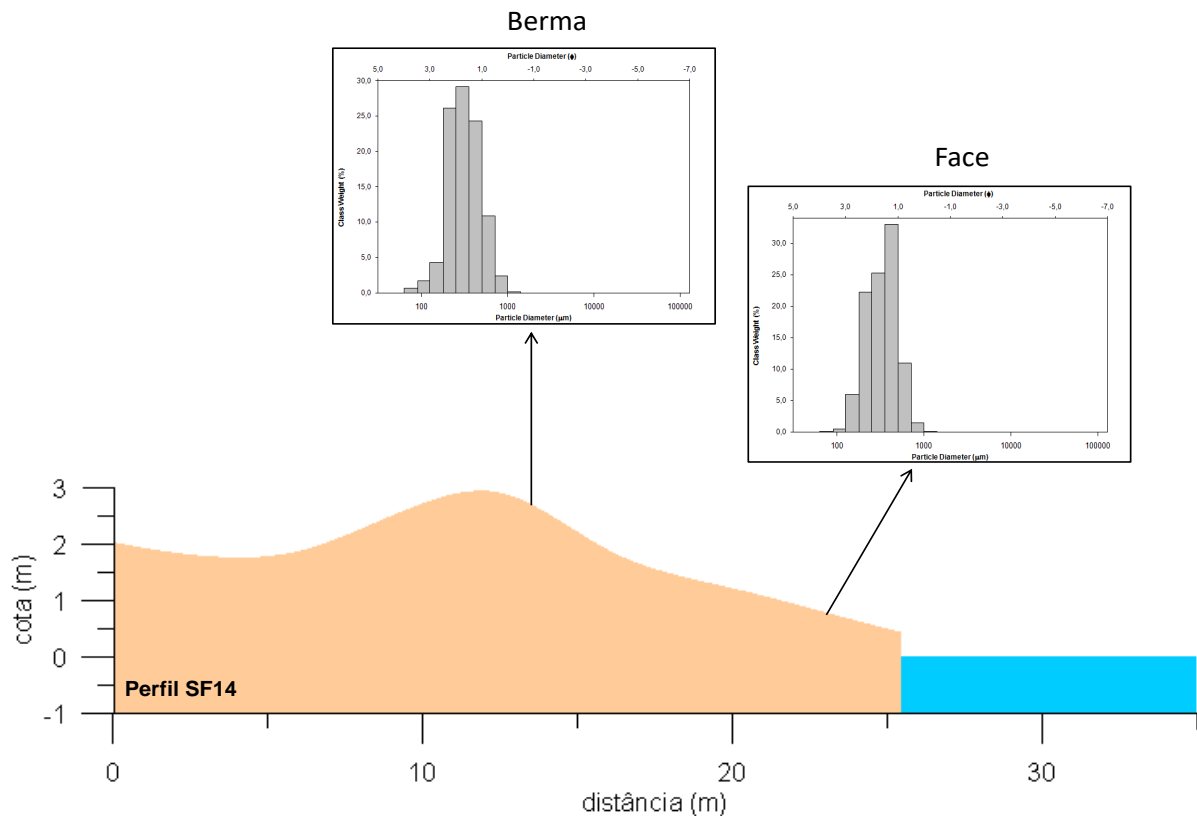 Berma
Particle Diameter (ϕ)
5,0 3,0 1,0 -1,0 -3,0 -5,0 -7,0
30,0
25,0
20,0
15,0
10,0
5,0
0,0
Class Weight (%)
100 1000 10000 100000
Particle Diameter (μm)
Face
Particle Diameter (ϕ)
5,0 3,0 1,0 -1,0 -3,0 -5,0 -7,0
30,0
25,0
20,0
15,0
10,0
5,0
0,0
Class Weight (%)
100 1000 10000 100000
Particle Diameter (μm)
3
2
1
0
-1
cota (m)
Perfil SF14
0 10 20 30
distância (m)